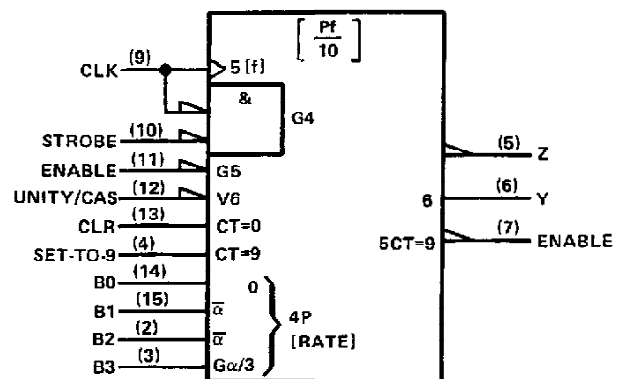 [Pf/10]
CLK (9) 5 [f]
&
G4
STROBE (10)
ENABLE (11) G5
UNITY/CAS (12) V6
CLR (13) CT=0
SET-TO-9 (4) CT=9
B0 (14) 0
B1 (15) α̅
B2 (2) α̅
B3 (3) Gα/3
4P
[RATE]
(5) Z
6 (6) Y
5CT=9 (7) ENABLE